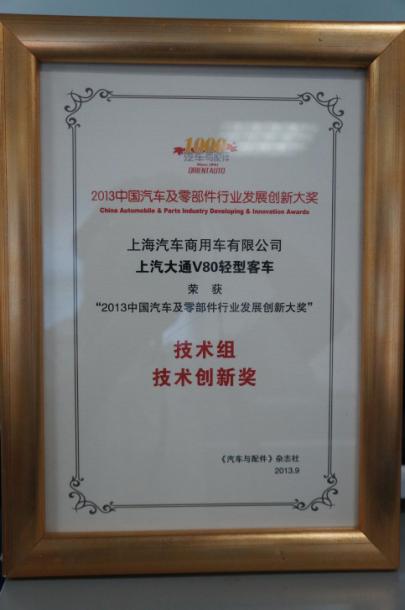 1000
汽车与配件
Since 1981
ORIENTAUTO
2013中国汽车及零部件行业发展创新大奖
China Automobile & Parts Industry Developing & Innovation Awards
上海汽车商用车有限公司
上汽大通V80轻型客车
荣 获
“2013中国汽车及零部件行业发展创新大奖”
技术组
技术创新奖
《汽车与配件》杂志社
2013.9